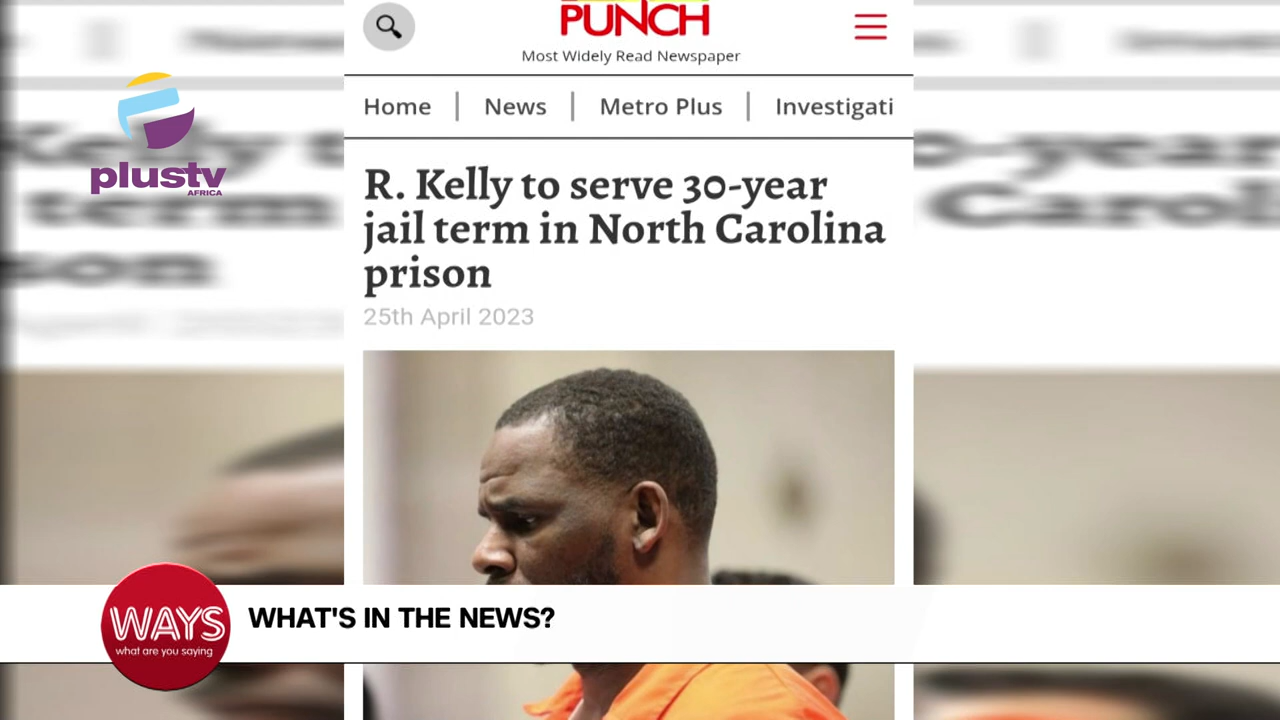 PUNCH
Most Widely Read Newspaper
Home | News | Metro Plus | Investigati
plustv
AFRICA
R. Kelly to serve 30-year
jail term in North Carolina
prison
25th April 2023
WAYS
what are you saying
WHAT'S IN THE NEWS?